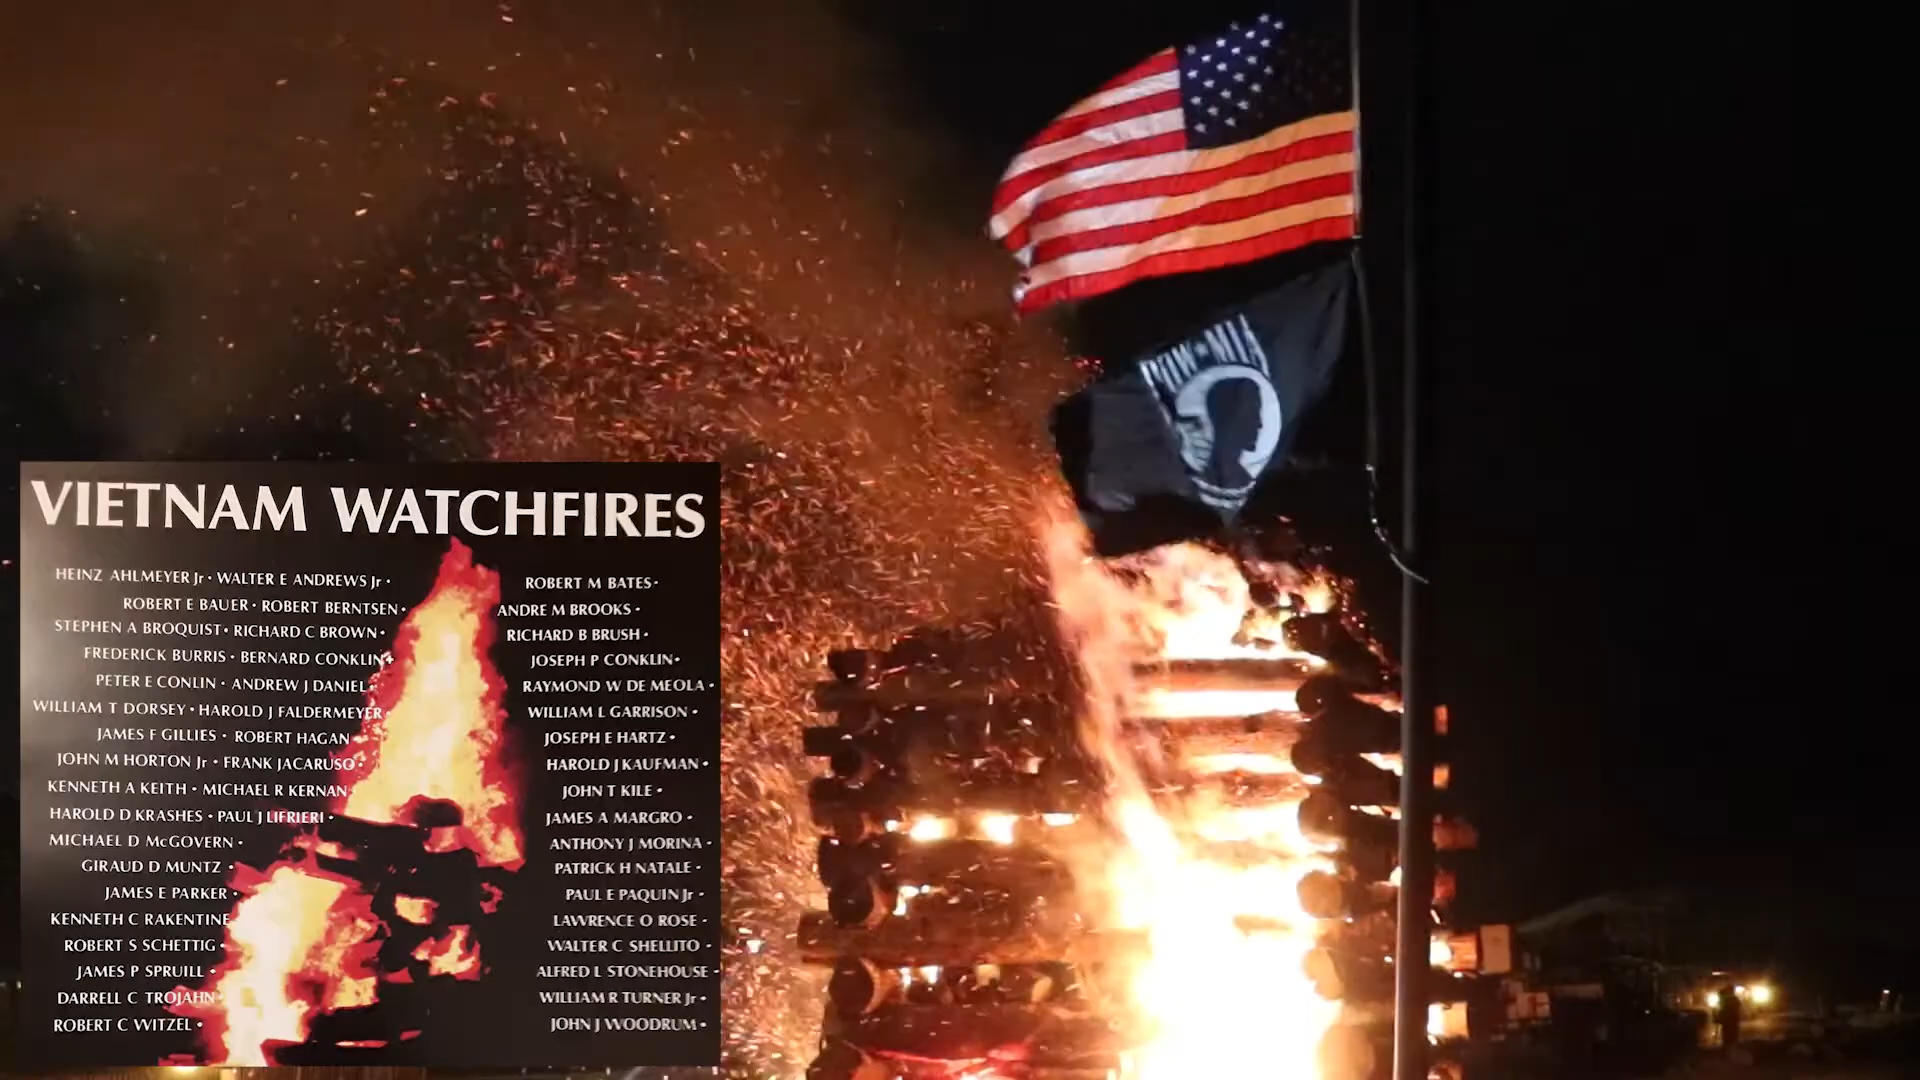 POW★MIA
VIETNAM WATCHFIRES
HEINZ AHLMEYER Jr • WALTER E ANDREWS Jr • ROBERT M BATES •
ROBERT E BAUER • ROBERT BERNTSEN • ANDRE M BROOKS •
STEPHEN A BROQUIST • RICHARD C BROWN • RICHARD B BRUSH •
FREDERICK BURRIS • BERNARD CONKLIN • JOSEPH P CONKLIN •
PETER E CONLIN • ANDREW J DANIEL • RAYMOND W DE MEOLA •
WILLIAM T DORSEY • HAROLD J FALDERMEYER • WILLIAM L GARRISON •
JAMES F GILLIES • ROBERT HAGAN • JOSEPH E HARTZ •
JOHN M HORTON Jr • FRANK JACARUSO • HAROLD J KAUFMAN •
KENNETH A KEITH • MICHAEL R KERNAN • JOHN T KILE •
HAROLD D KRASHES • PAUL J LIFRIERI • JAMES A MARGRO •
MICHAEL D McGOVERN • ANTHONY J MORINA •
GIRAUD D MUNTZ • PATRICK H NATALE •
JAMES E PARKER • PAUL E PAQUIN Jr •
KENNETH C RAKENTINE LAWRENCE O ROSE •
ROBERT S SCHETTIG • WALTER C SHELLITO •
JAMES P SPRUILL • ALFRED L STONEHOUSE •
DARRELL C TROJAHN • WILLIAM R TURNER Jr •
ROBERT C WITZEL • JOHN J WOODRUM •